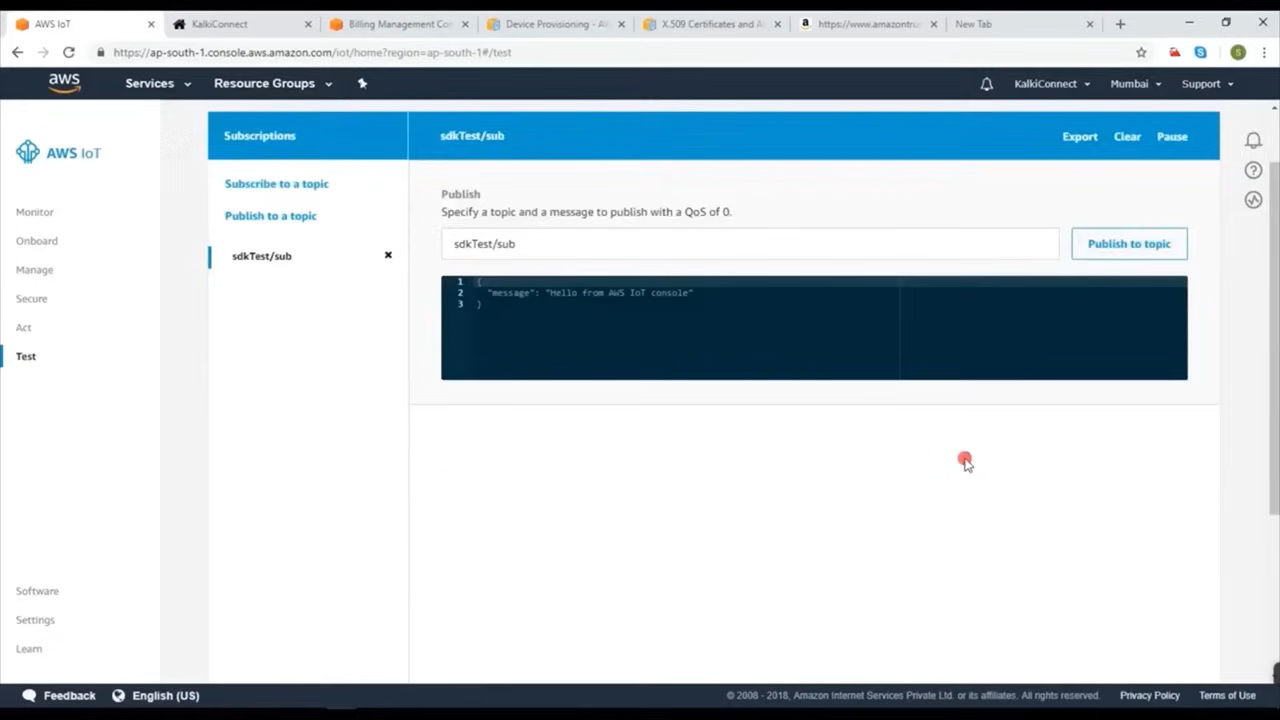 AWS IoT
KalkiConnect
Billing Management Co
Device Provisioning - AW
X.509 Certificates and A
https://www.amazontru
New Tab
https://ap-south-1.console.aws.amazon.com/iot/home?region=ap-south-1#/test
aws
Services
Resource Groups
KalkiConnect
Mumbai
Support
AWS IoT
Monitor
Onboard
Manage
Secure
Act
Test
Software
Settings
Learn
Subscriptions
Subscribe to a topic
Publish to a topic
sdkTest/sub
sdkTest/sub
Export Clear Pause
Publish
Specify a topic and a message to publish with a QoS of 0.
sdkTest/sub
Publish to topic
1 {
2 "message": "Hello from AWS IoT console"
3 }
Feedback
English (US)
© 2008 - 2018, Amazon Internet Services Private Ltd. or its affiliates. All rights reserved.
Privacy Policy
Terms of Use